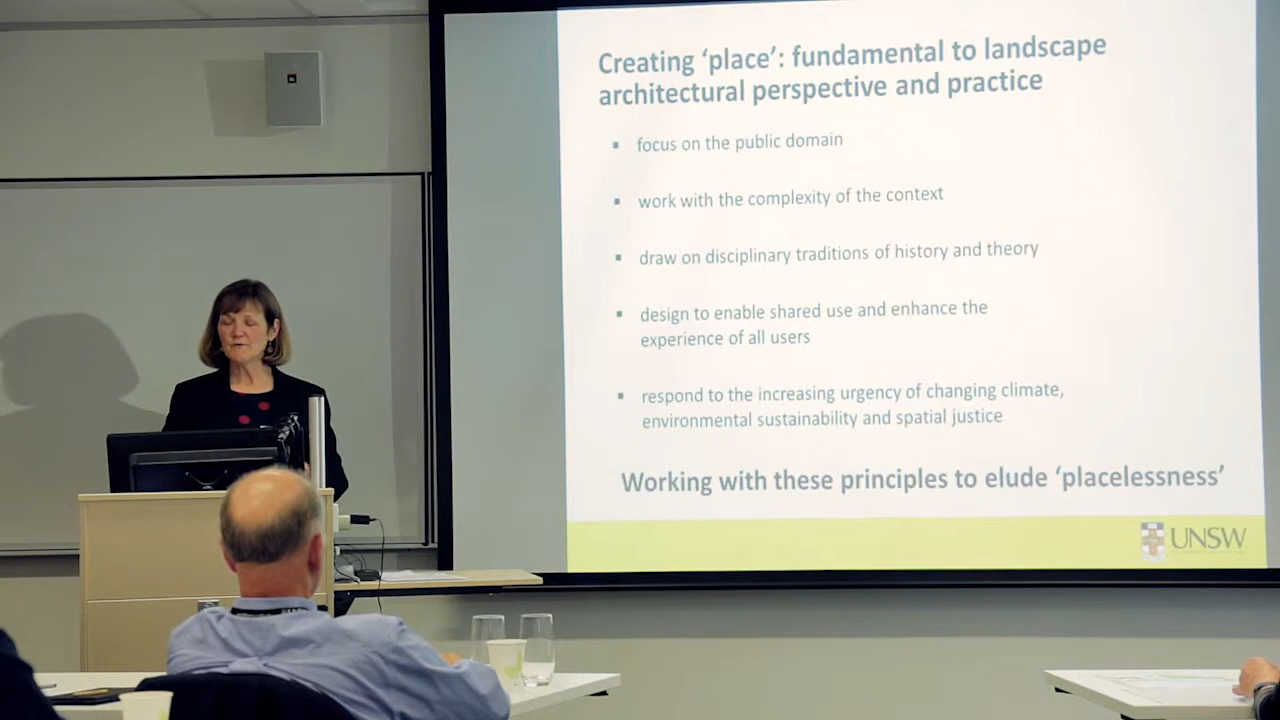 Creating ‘place’: fundamental to landscape
architectural perspective and practice
▪ focus on the public domain
▪ work with the complexity of the context
▪ draw on disciplinary traditions of history and theory
▪ design to enable shared use and enhance the
experience of all users
▪ respond to the increasing urgency of changing climate,
environmental sustainability and spatial justice
Working with these principles to elude ‘placelessness’
UNSW